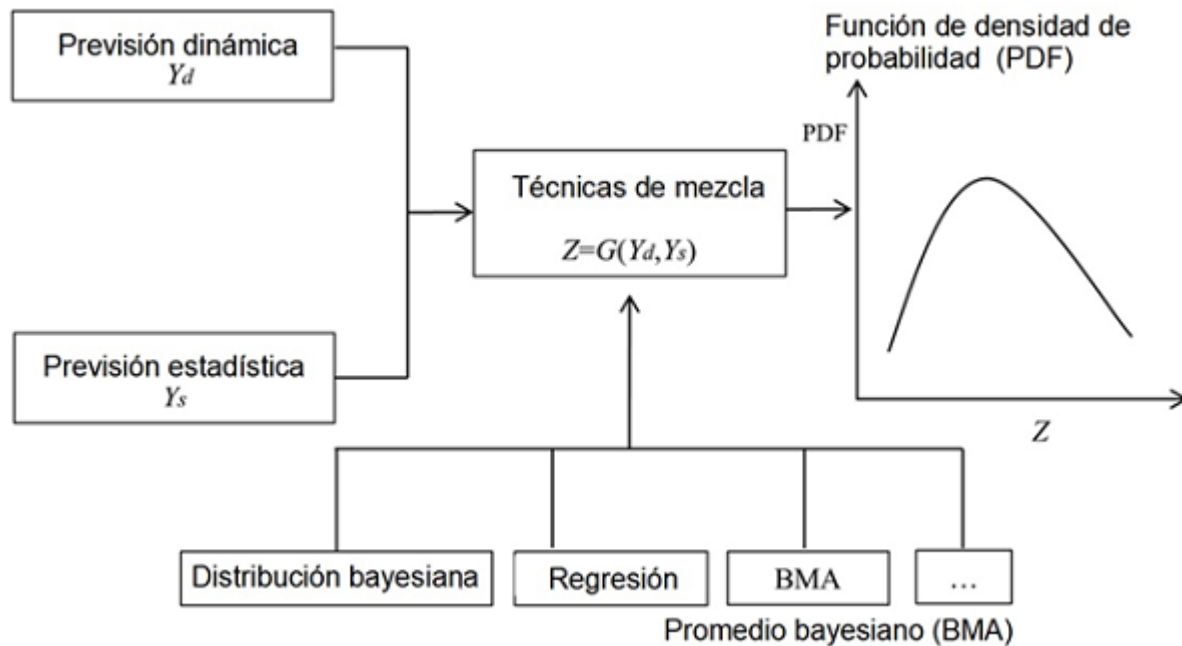 Previsión dinámica
Yd
Previsión estadística
Ys
Técnicas de mezcla
Z=G(Yd,Ys)
Función de densidad de
probabilidad (PDF)
PDF
Z
Distribución bayesiana
Regresión
BMA
...
Promedio bayesiano (BMA)